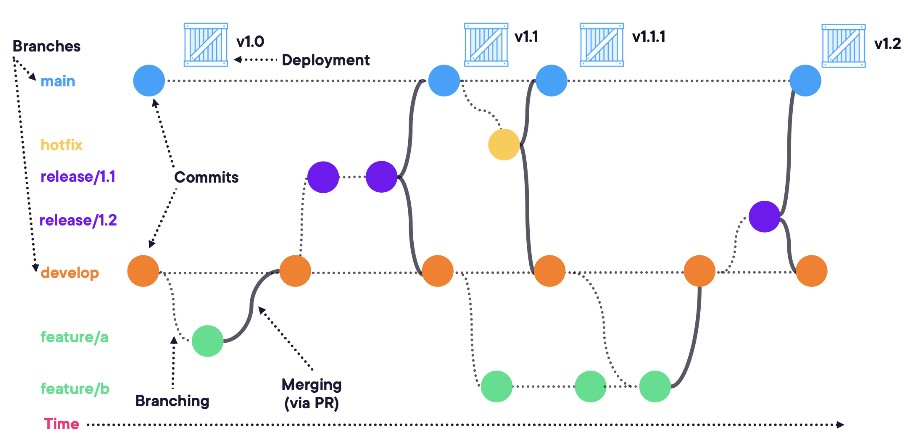 v1.0
v1.1
v1.1.1
v1.2
Branches
Deployment
main
hotfix
release/1.1
Commits
release/1.2
develop
feature/a
feature/b
Branching
Merging
(via PR)
Time